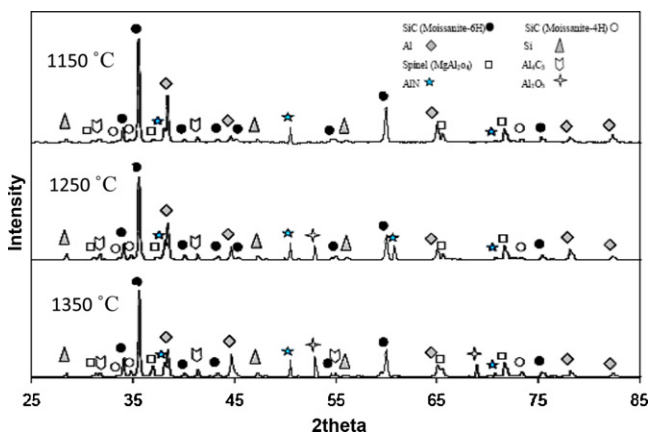 SiC (Moissanite-6H) SiC (Moissanite-4H)
1150 °C
Al Si
Spinel (MgAl₂o₄) Al₄C₃
AlN Al₂O₃
1250 °C
Intensity
1350 °C
25 35 45 55 65 75 85
2theta